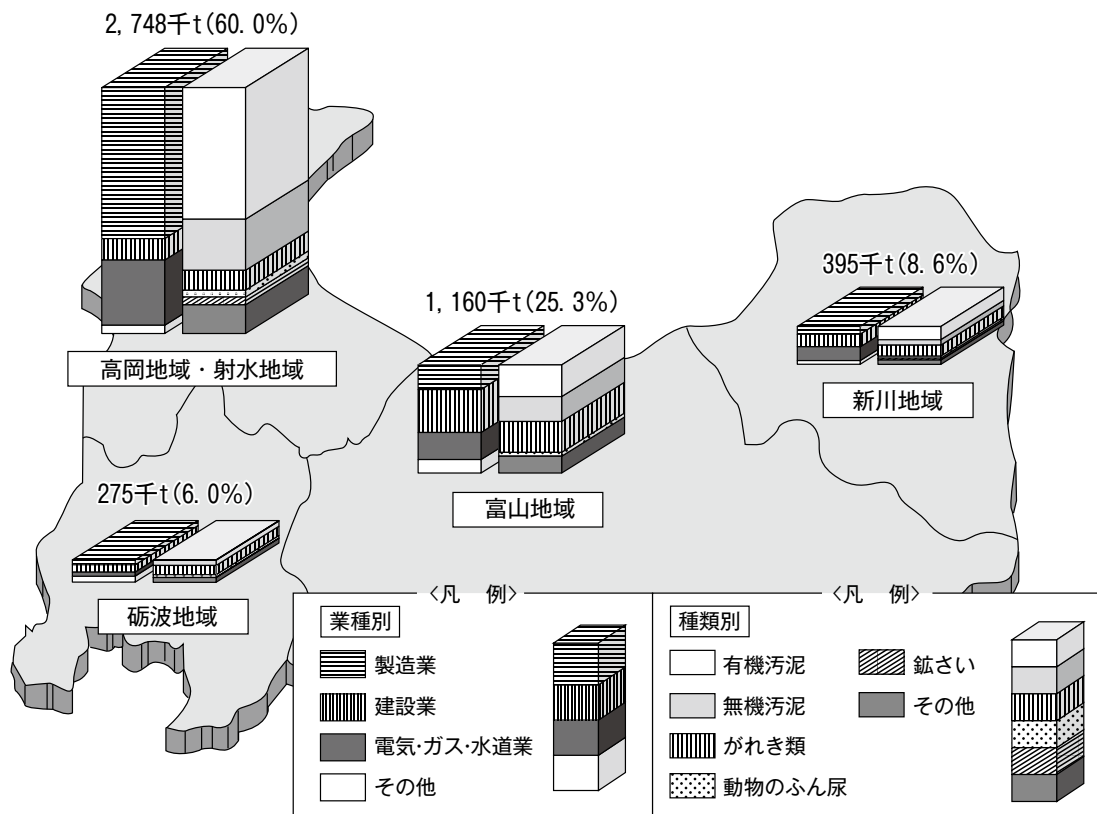 2,748千t(60.0%)
高岡地域・射水地域
1,160千t(25.3%)
富山地域
395千t(8.6%)
新川地域
275千t(6.0%)
砺波地域
〈凡 例〉
業種別
製造業
建設業
電気・ガス・水道業
その他
〈凡 例〉
種類別
有機汚泥
無機汚泥
がれき類
動物のふん尿
鉱さい
その他